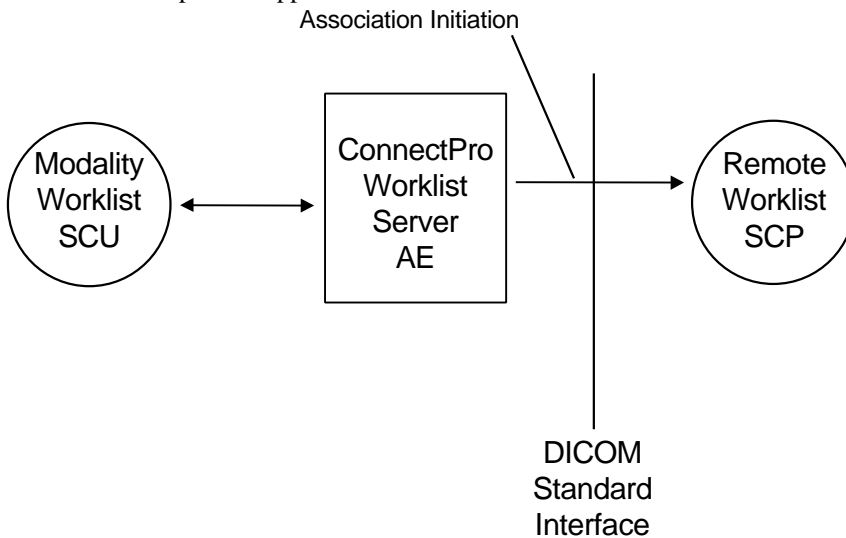 Association Initiation
Modality
Worklist
SCU
ConnectPro
Worklist
Server
AE
Remote
Worklist
SCP
DICOM
Standard
Interface